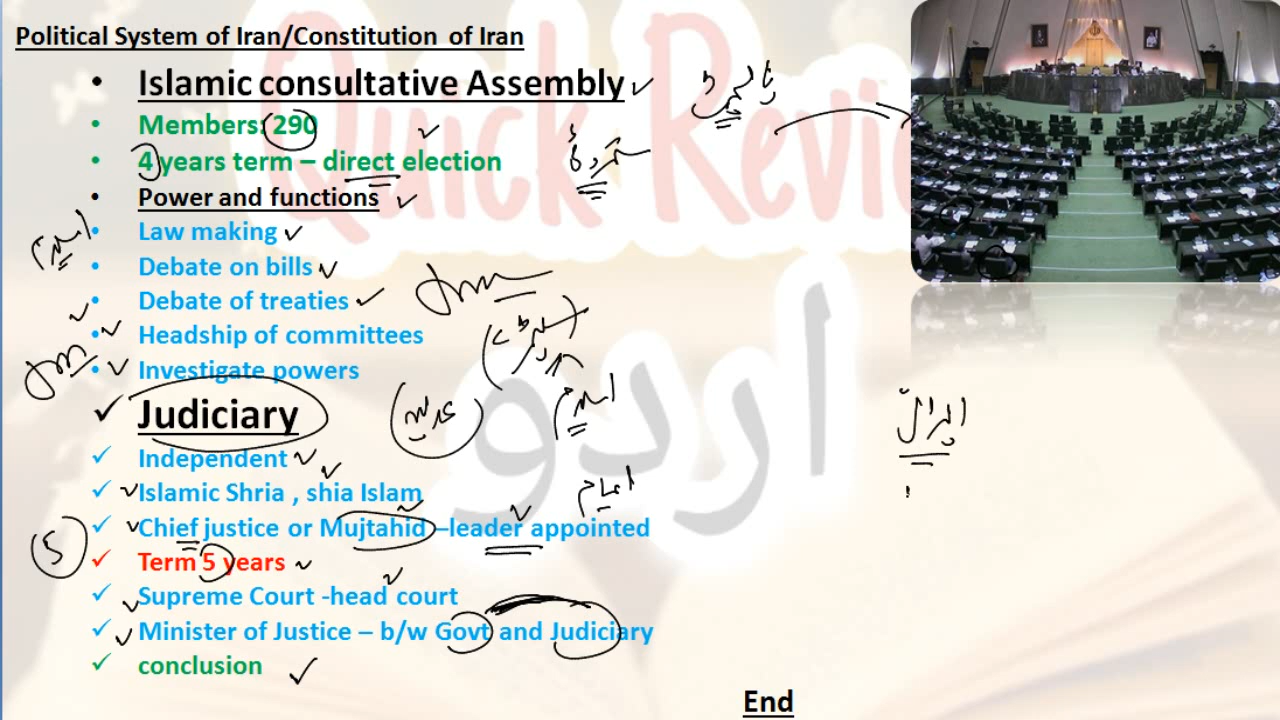 Political System of Iran/Constitution of Iran
• Islamic consultative Assembly
• Members 290
• 4 years term – direct election
• Power and functions
• Law making
• Debate on bills
• Debate of treaties
• Headship of committees
• Investigate powers
✓ Judiciary
✓ Independent
✓ Islamic Shria , shia Islam
✓ Chief justice or Mujtahid –leader appointed
5
✓ Term 5 years
✓ Supreme Court -head court
✓ Minister of Justice – b/w Govt and Judiciary
✓ conclusion
End
Quick Revi
اردو